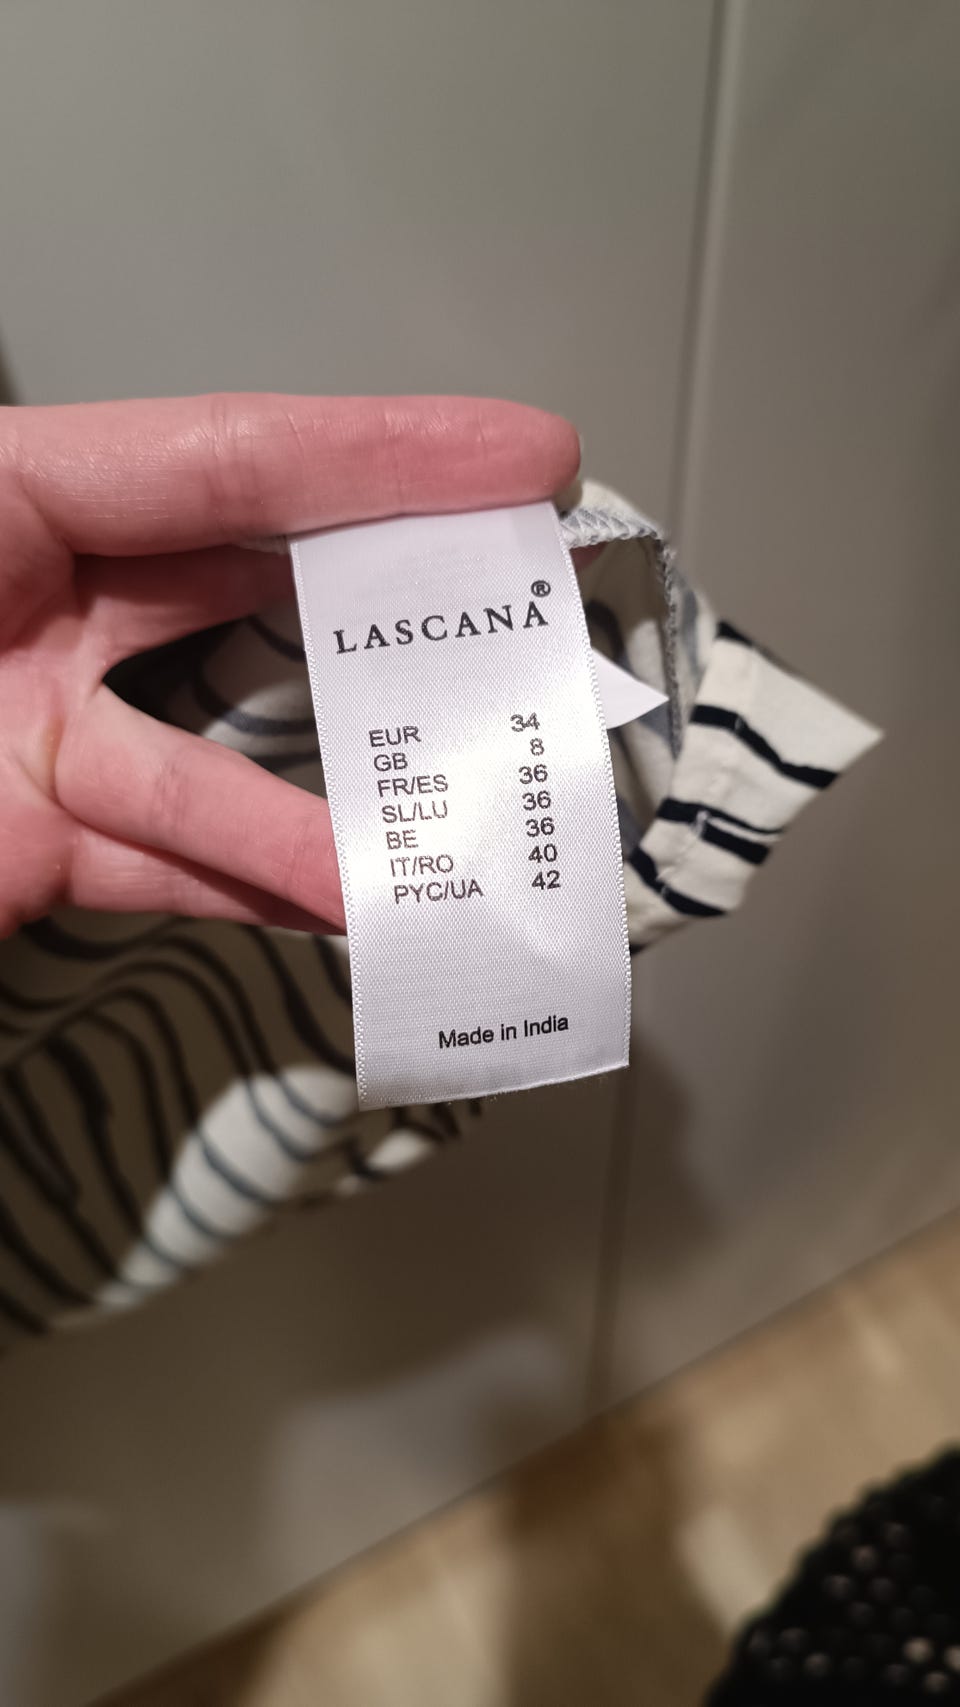 LASCANA®
EUR 34
GB 8
FR/ES 36
SL/LU 36
BE 36
IT/RO 40
PYC/UA 42
Made in India